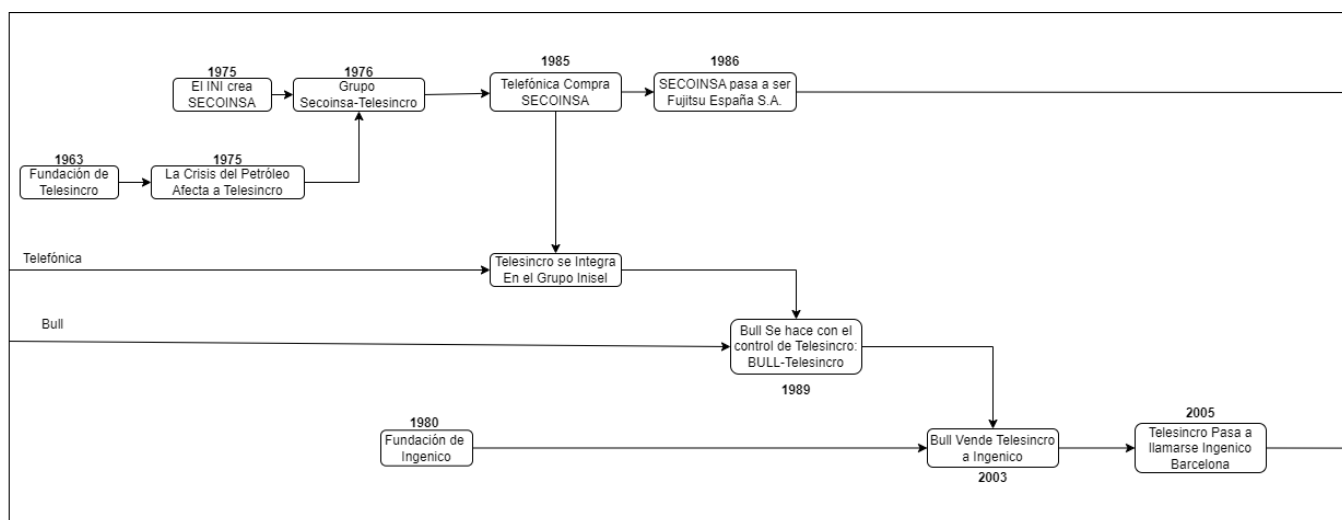 1975
El INI crea
SECOINSA
1976
Grupo
Secoinsa-Telesincro
1985
Telefónica Compra
SECOINSA
1986
SECOINSA pasa a ser
Fujitsu España S.A.
1963
Fundación de
Telesincro
1975
La Crisis del Petróleo
Afecta a Telesincro
Telefónica
Telesincro se Integra
En el Grupo Inisel
Bull
Bull Se hace con el
control de Telesincro:
BULL-Telesincro
1989
1980
Fundación de
Ingenico
Bull Vende Telesincro
a Ingenico
2003
2005
Telesincro Pasa a
llamarse Ingenico
Barcelona